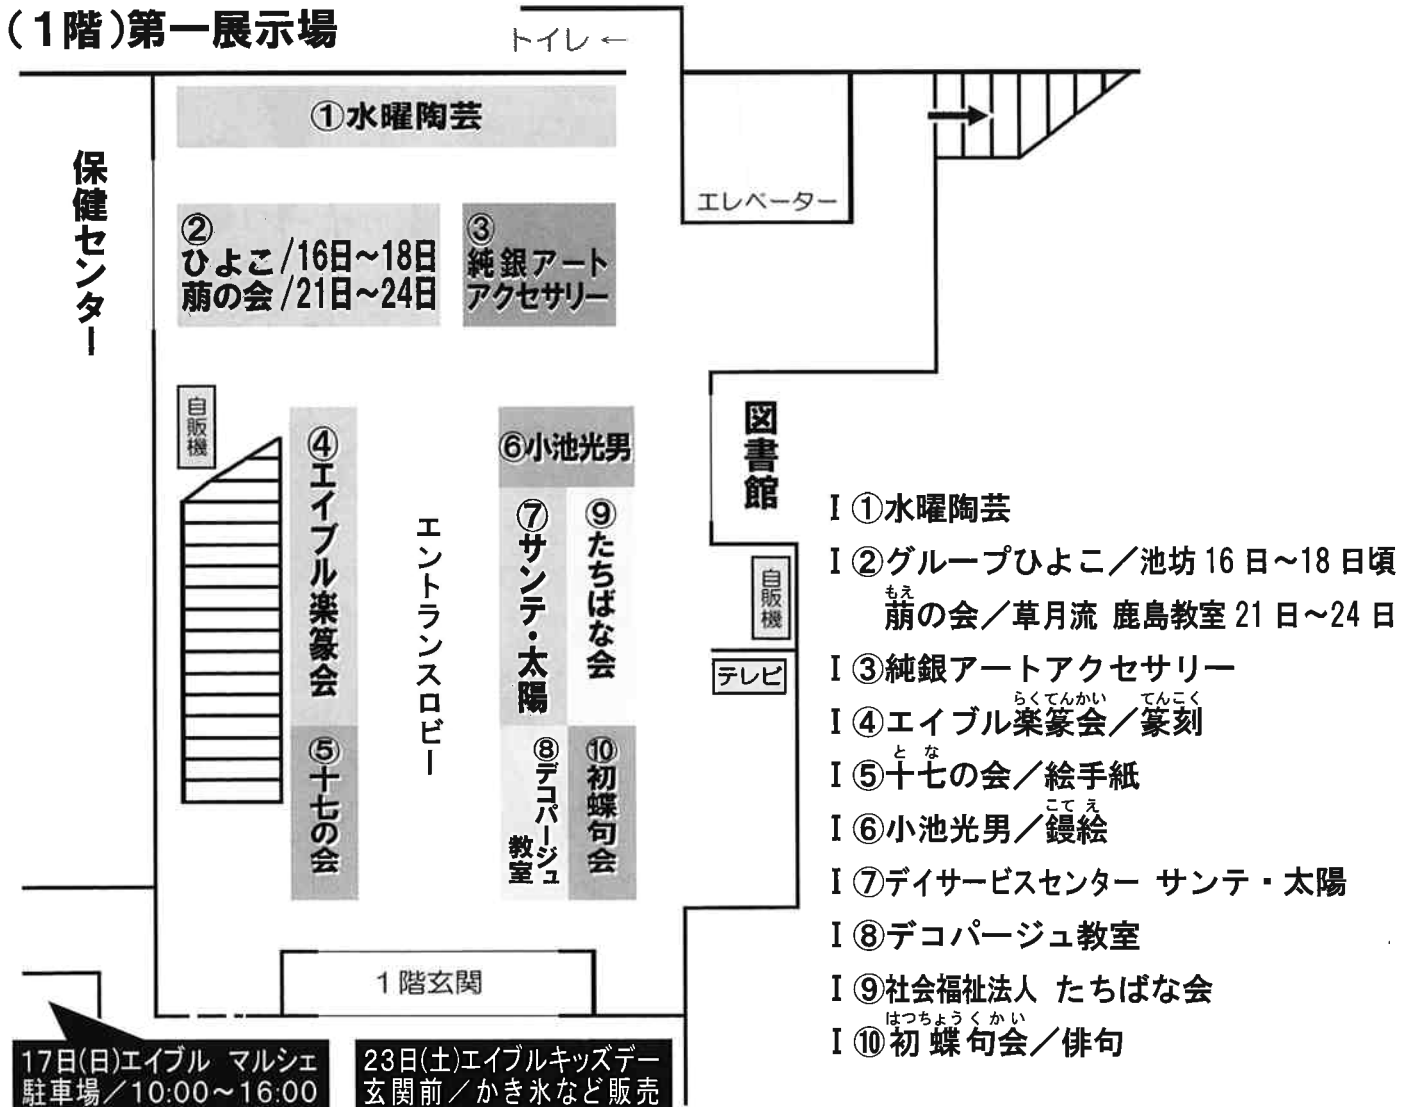 （1階）第一展示場
トイレ ←
①水曜陶芸
保健センター
エレベーター
②
ひよこ/16日～18日
萠の会/21日～24日
③
純銀アート
アクセサリー
自販機
④エイブル楽篆会
⑤十七の会
エントランスロビー
⑥小池光男
⑦サンテ・太陽
⑨たちばな会
⑧デコパージュ
教室
⑩初蝶句会
図書館
自販機
テレビ
1階玄関
17日(日)エイブル マルシェ
駐車場／10:00～16:00
23日(土)エイブルキッズデー
玄関前／かき氷など販売
Ⅰ①水曜陶芸
Ⅰ②グループひよこ／池坊 16 日～18 日頃
もえ
萠の会／草月流 鹿島教室 21 日～24 日
Ⅰ③純銀アートアクセサリー
らくてんかい てんこく
Ⅰ④エイブル楽篆会／篆刻
とな
Ⅰ⑤十七の会／絵手紙
こてえ
Ⅰ⑥小池光男／鏝絵
Ⅰ⑦デイサービスセンター サンテ・太陽
Ⅰ⑧デコパージュ教室
Ⅰ⑨社会福祉法人 たちばな会
はつちょうくかい
Ⅰ⑩初蝶句会／俳句